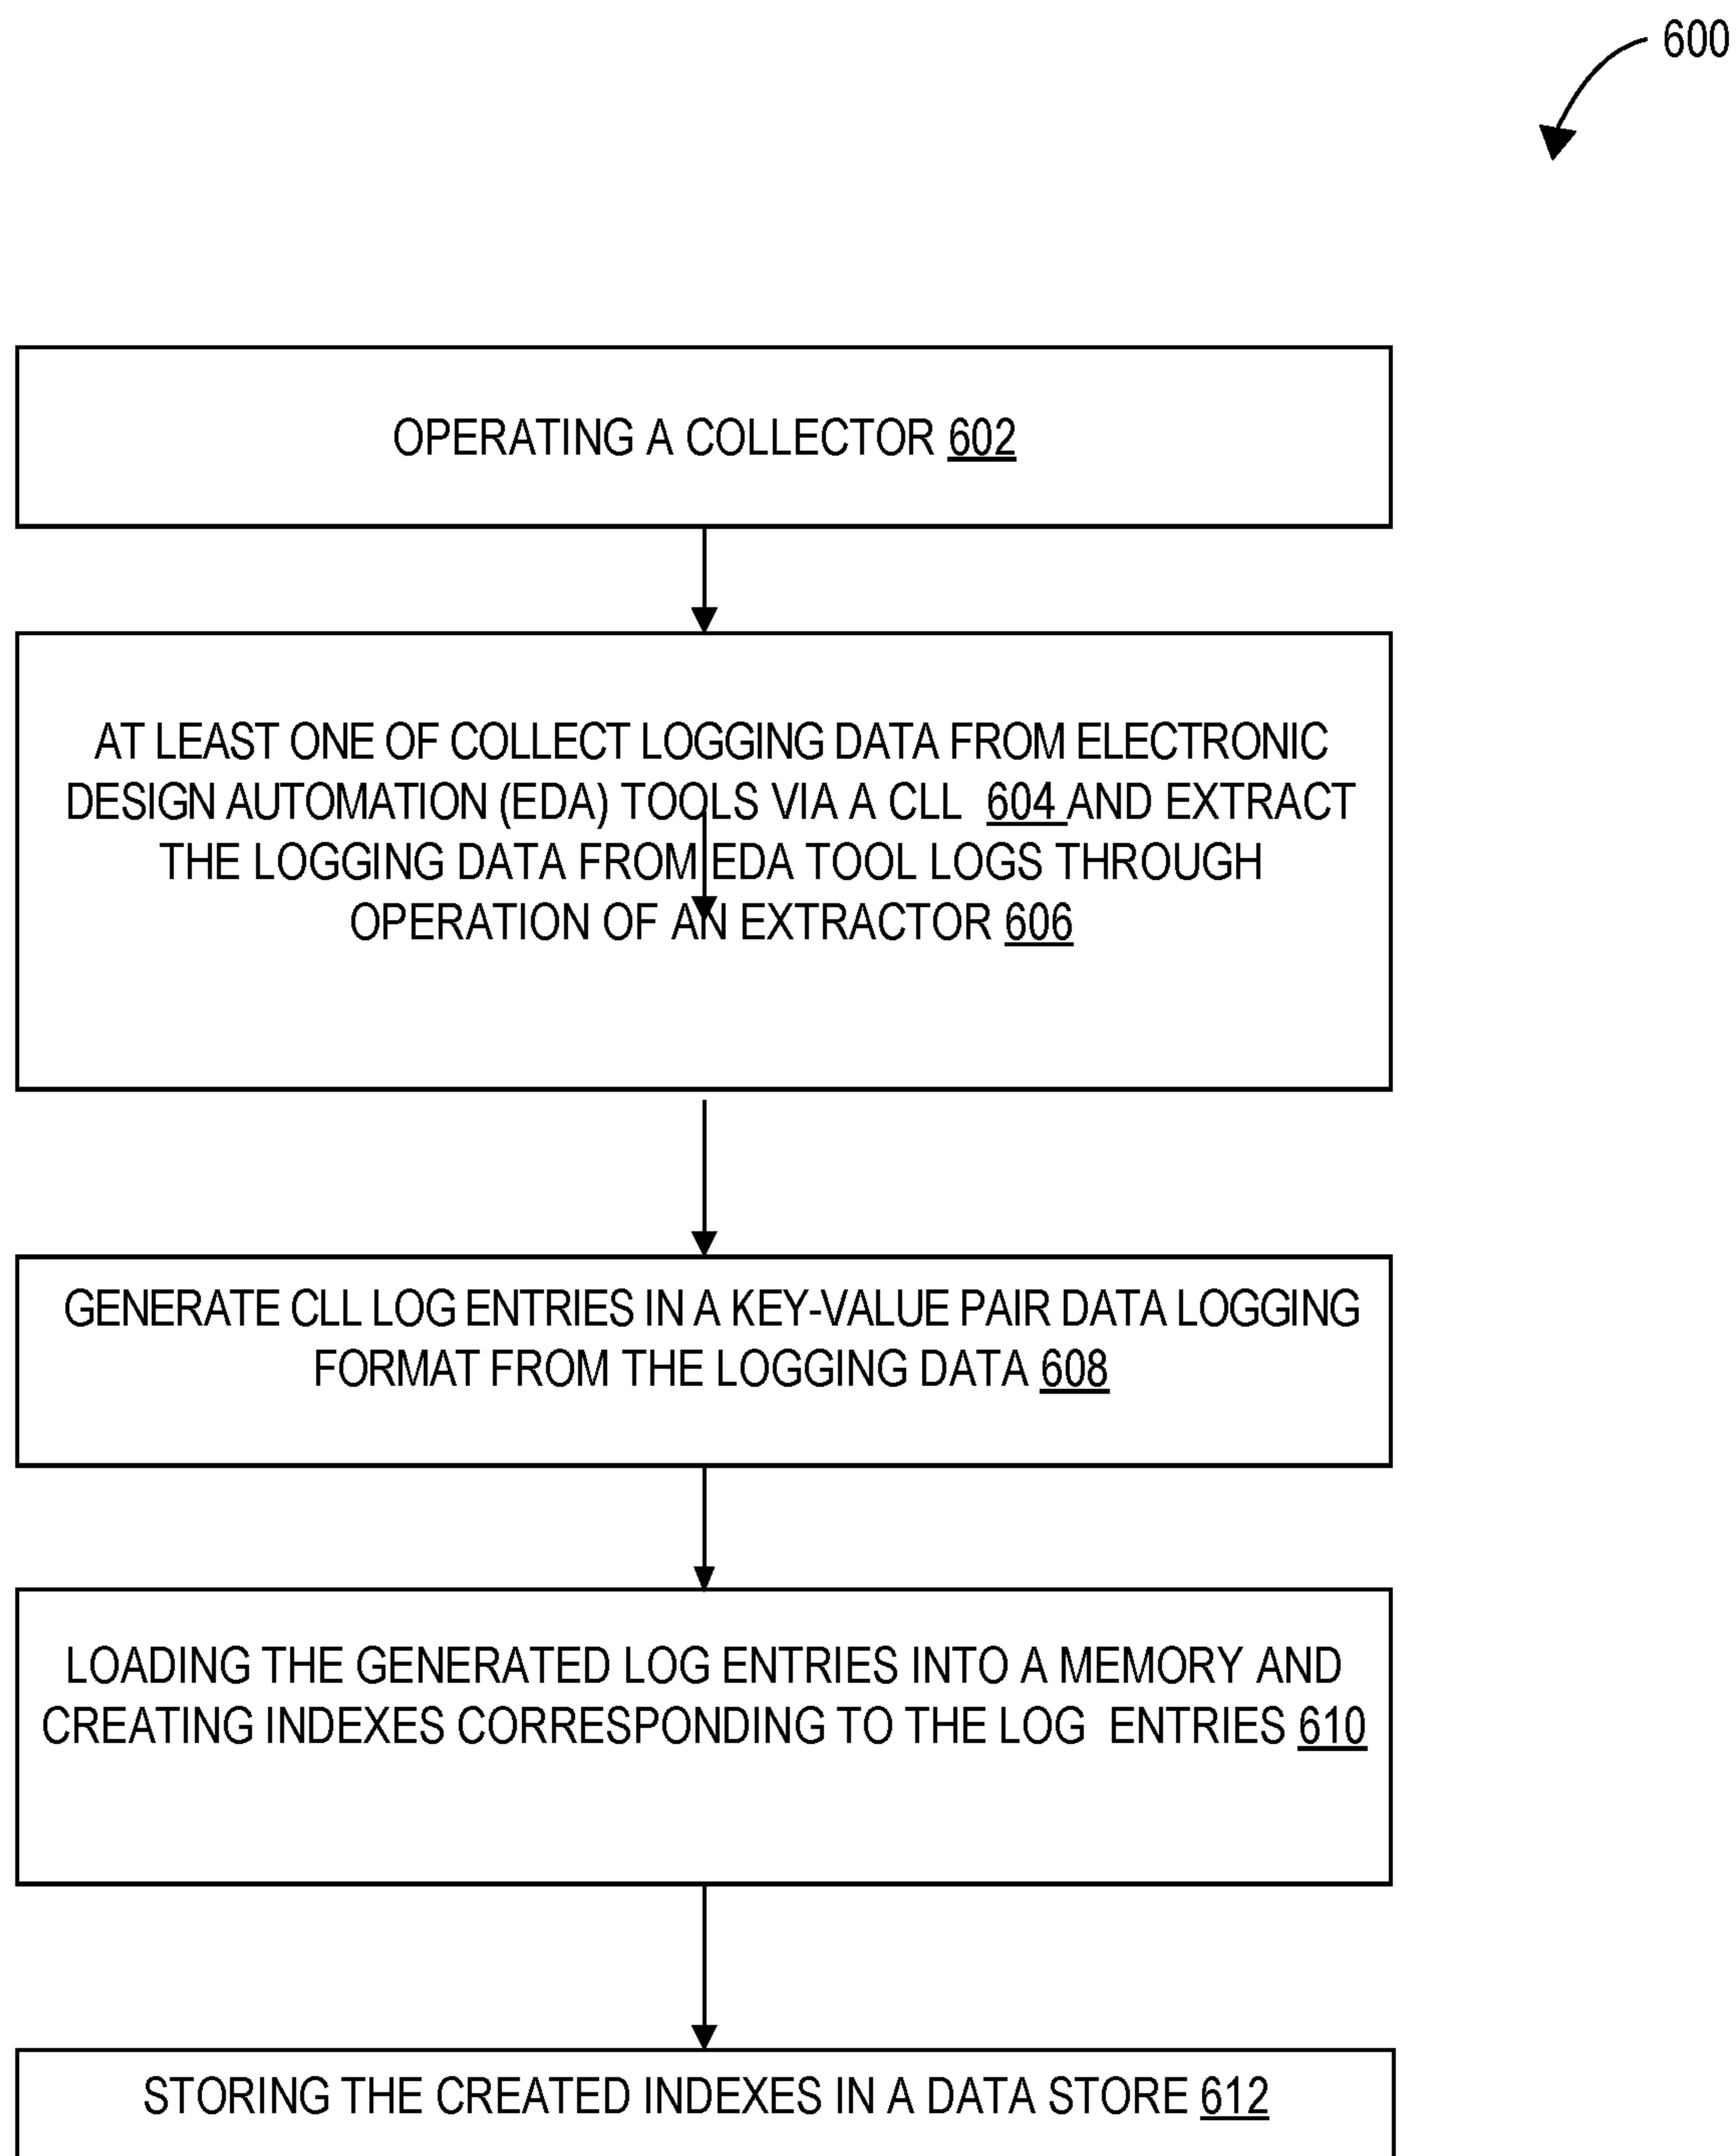 600
OPERATING A COLLECTOR 602
AT LEAST ONE OF COLLECT LOGGING DATA FROM ELECTRONIC
DESIGN AUTOMATION (EDA) TOOLS VIA A CLL 604 AND EXTRACT
THE LOGGING DATA FROM EDA TOOL LOGS THROUGH
OPERATION OF AN EXTRACTOR 606
GENERATE CLL LOG ENTRIES IN A KEY-VALUE PAIR DATA LOGGING
FORMAT FROM THE LOGGING DATA 608
LOADING THE GENERATED LOG ENTRIES INTO A MEMORY AND
CREATING INDEXES CORRESPONDING TO THE LOG ENTRIES 610
STORING THE CREATED INDEXES IN A DATA STORE 612